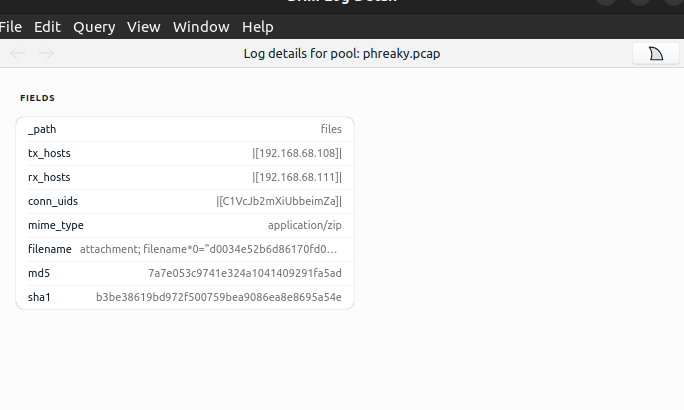 File Edit Query View Window Help
Log details for pool: phreaky.pcap
FIELDS
_path files
tx_hosts |[192.168.68.108]|
rx_hosts |[192.168.68.111]|
conn_uids |[C1VcJb2mXiUbbeimZa]|
mime_type application/zip
filename attachment; filename*0="d0034e52b6d86170fd0...
md5 7a7e053c9741e324a1041409291fa5ad
sha1 b3be38619bd972f500759bea9086ea8e8695a54e